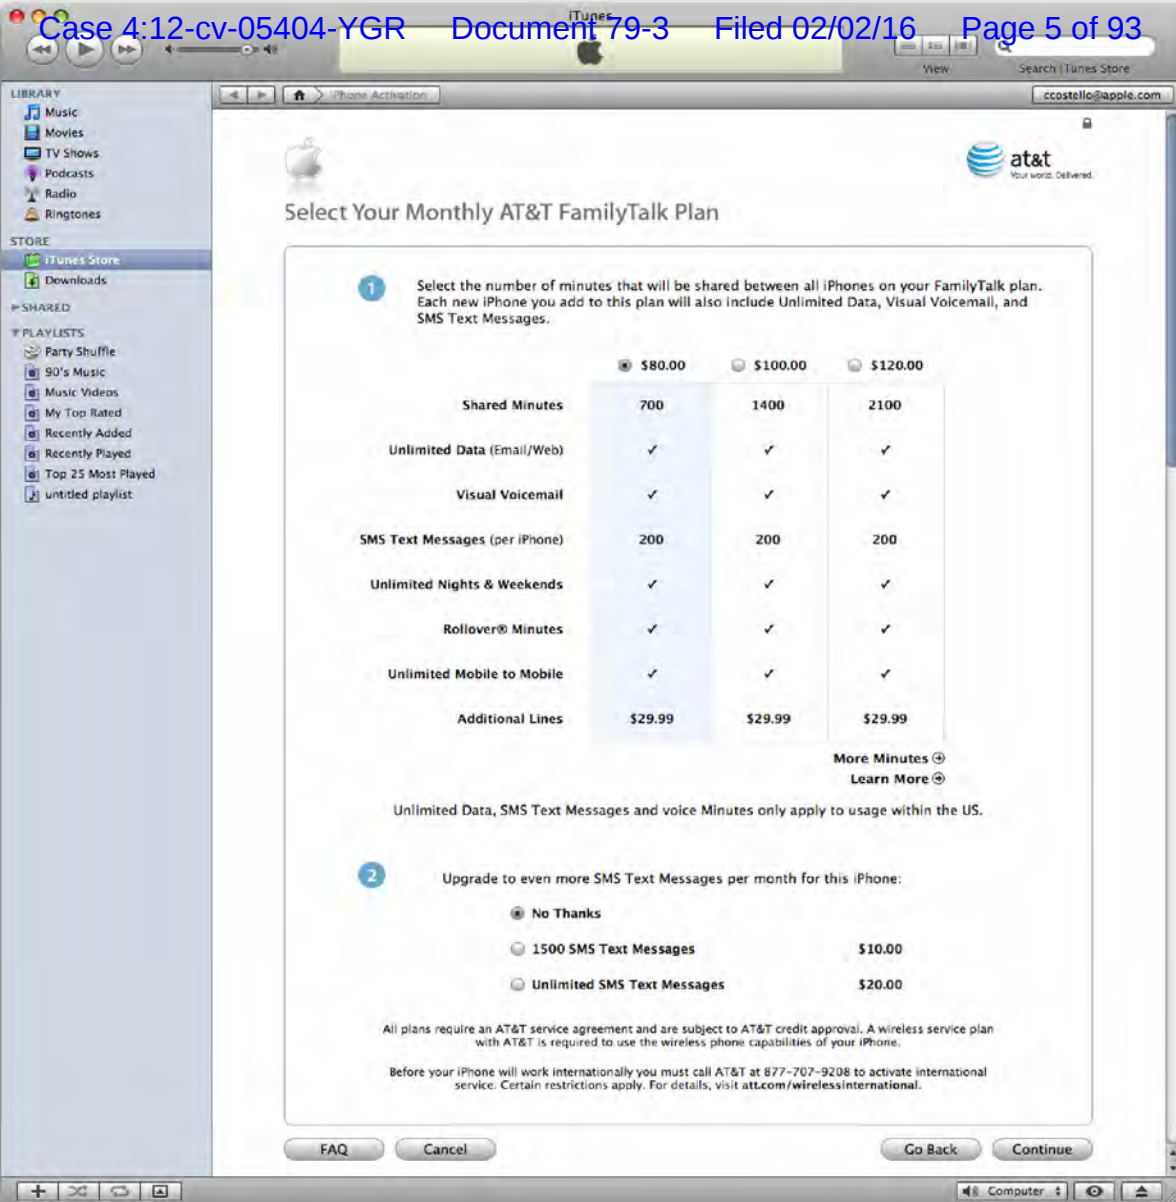 iTunes
Case 4:12-cv-05404-YGR Document 79-3 Filed 02/02/16 Page 5 of 93
View
Search iTunes Store
LIBRARY
Music
Movies
TV Shows
Podcasts
Radio
Ringtones
STORE
iTunes Store
Downloads
SHARED
PLAYLISTS
Party Shuffle
90's Music
Music Videos
My Top Rated
Recently Added
Recently Played
Top 25 Most Played
untitled playlist
iPhone Activation
ccostello@apple.com
at&t
Your world. Delivered.
Select Your Monthly AT&T FamilyTalk Plan
1
Select the number of minutes that will be shared between all iPhones on your FamilyTalk plan.
Each new iPhone you add to this plan will also include Unlimited Data, Visual Voicemail, and
SMS Text Messages.
$80.00 $100.00 $120.00
Shared Minutes 700 1400 2100
Unlimited Data (Email/Web) ✓ ✓ ✓
Visual Voicemail ✓ ✓ ✓
SMS Text Messages (per iPhone) 200 200 200
Unlimited Nights & Weekends ✓ ✓ ✓
Rollover® Minutes ✓ ✓ ✓
Unlimited Mobile to Mobile ✓ ✓ ✓
Additional Lines $29.99 $29.99 $29.99
More Minutes
Learn More
Unlimited Data, SMS Text Messages and voice Minutes only apply to usage within the US.
2
Upgrade to even more SMS Text Messages per month for this iPhone:
No Thanks
1500 SMS Text Messages $10.00
Unlimited SMS Text Messages $20.00
All plans require an AT&T service agreement and are subject to AT&T credit approval. A wireless service plan
with AT&T is required to use the wireless phone capabilities of your iPhone.
Before your iPhone will work internationally you must call AT&T at 877-707-9208 to activate international
service. Certain restrictions apply. For details, visit att.com/wirelessinternational.
FAQ Cancel Go Back Continue
Computer